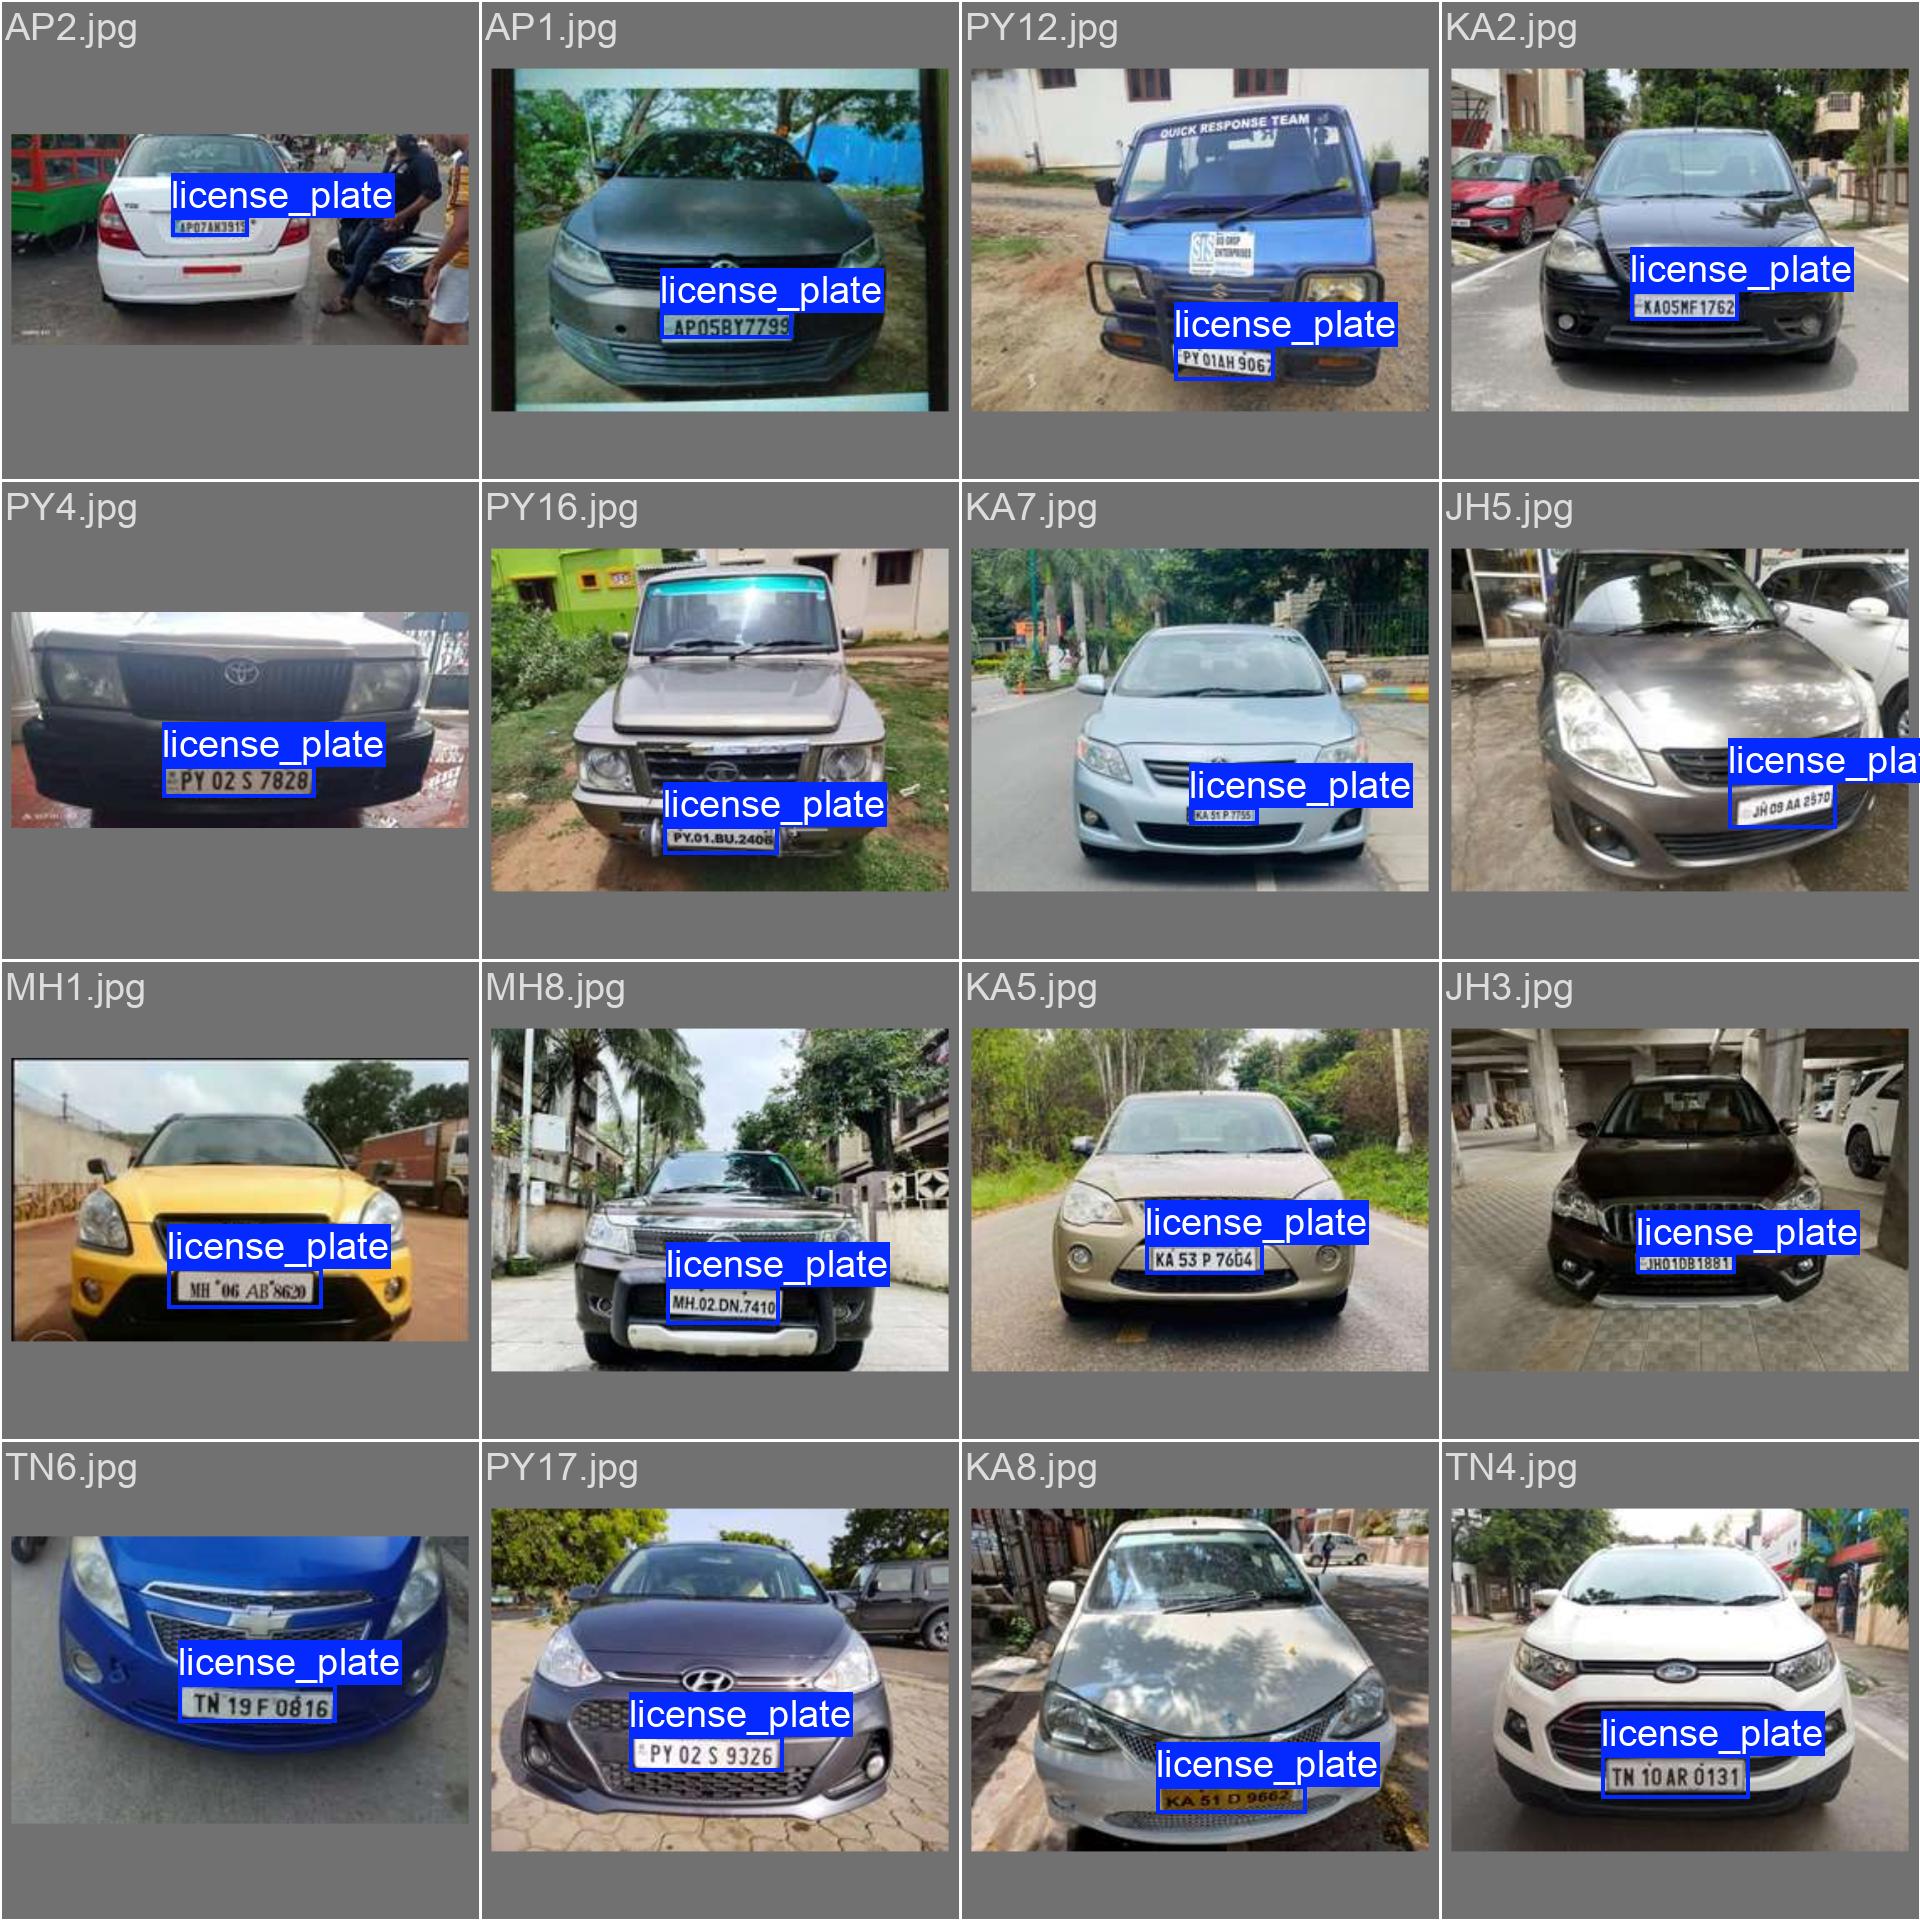 AP2.jpg
license_plate
AP07AH3915
AP1.jpg
license_plate
AP05BY7799
PY12.jpg
QUICK RESPONSE TEAM
SIS
ENTERPRISES
license_plate
PY 01AH 9067
KA2.jpg
license_plate
KA05MF1762
PY4.jpg
license_plate
PY 02 S 7828
PY16.jpg
license_plate
PY.01.BU.2406
KA7.jpg
license_plate
KA 51 P 7755
JH5.jpg
license_pla
JH 09 AA 2570
MH1.jpg
license_plate
MH 06 AB 8620
MH8.jpg
license_plate
MH.02.DN.7410
KA5.jpg
license_plate
KA 53 P 7604
JH3.jpg
license_plate
JH01DB1881
TN6.jpg
license_plate
TN 19 F 0816
PY17.jpg
license_plate
PY 02 S 9326
KA8.jpg
license_plate
KA 51 D 9662
TN4.jpg
license_plate
TN 10 AR 0131